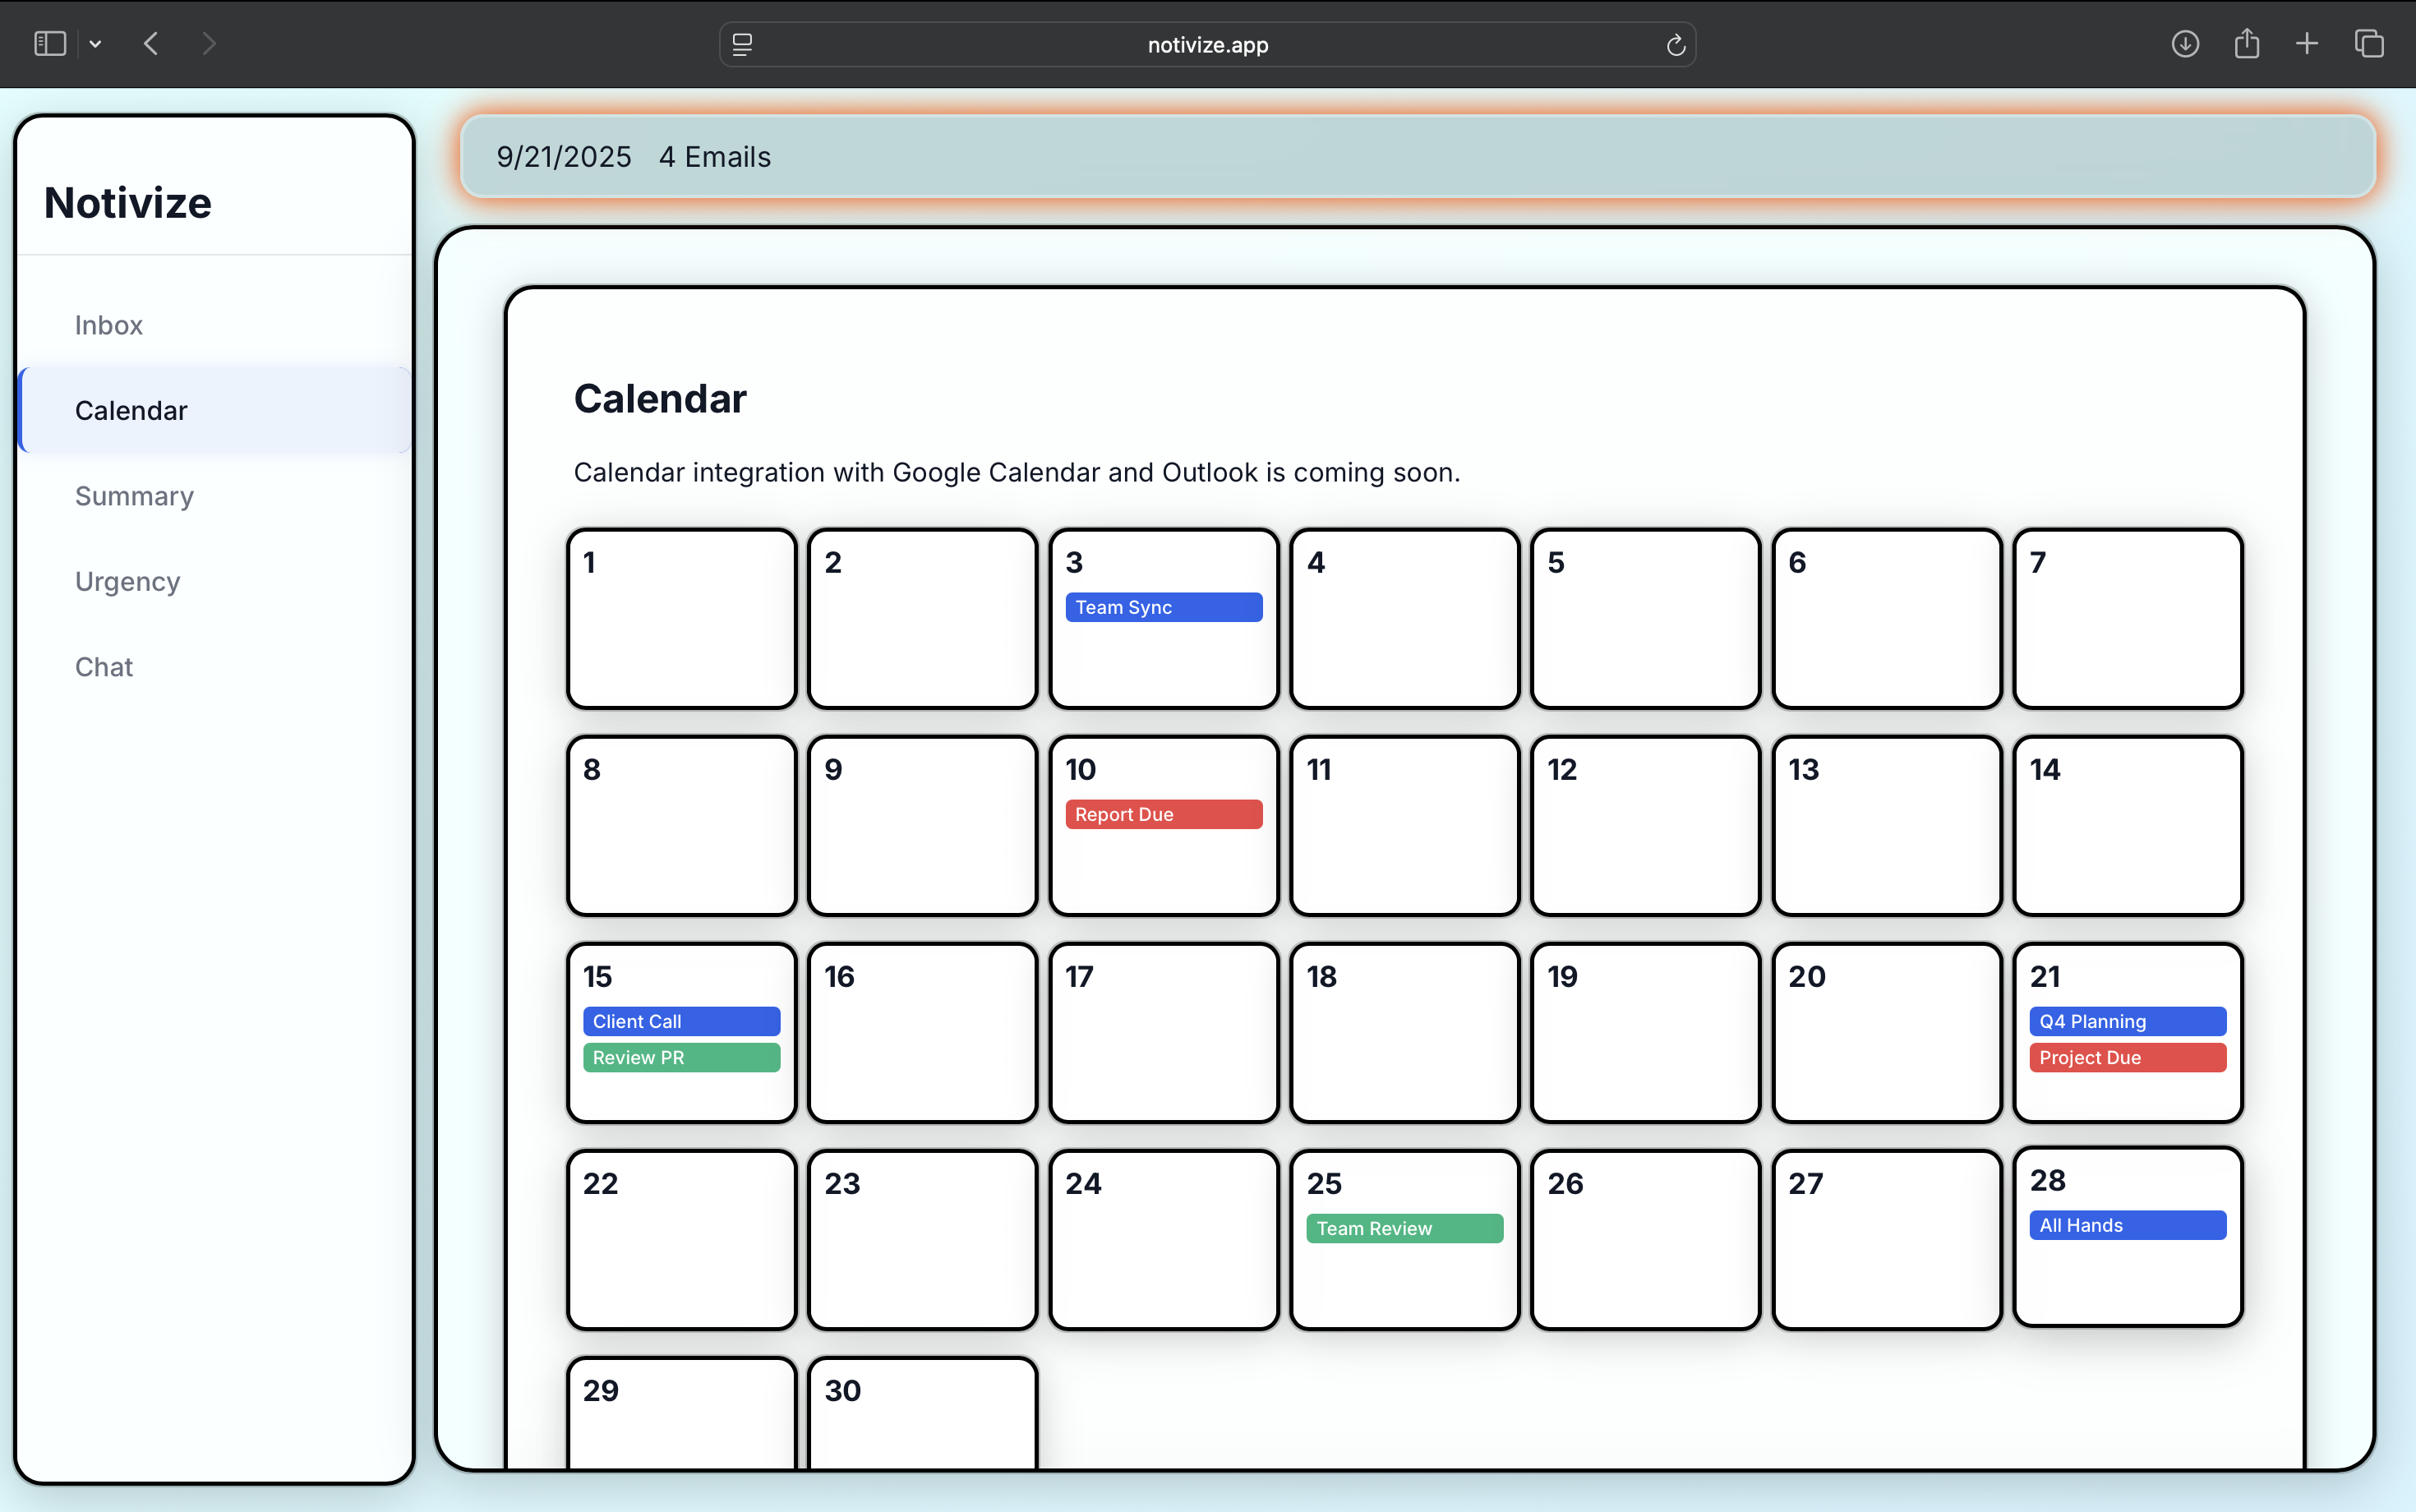 notivize.app
Notivize
Inbox
Calendar
Summary
Urgency
Chat
9/21/2025 4 Emails
Calendar
Calendar integration with Google Calendar and Outlook is coming soon.
1 2 3 4 5 6 7
Team Sync
8 9 10 11 12 13 14
Report Due
15 16 17 18 19 20 21
Client Call Q4 Planning
Review PR Project Due
22 23 24 25 26 27 28
Team Review All Hands
29 30